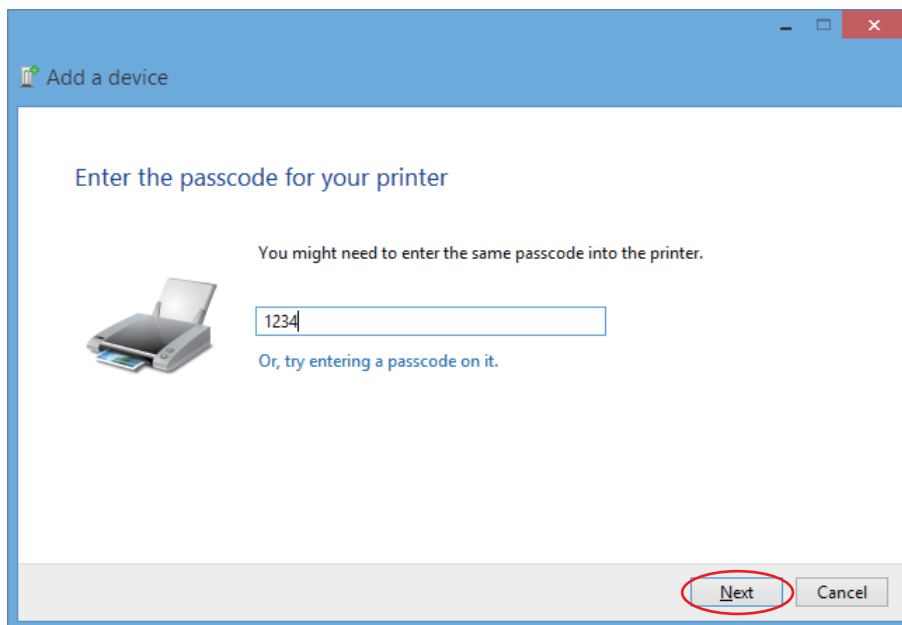 Add a device
Enter the passcode for your printer
You might need to enter the same passcode into the printer.
1234
Or, try entering a passcode on it.
Next Cancel